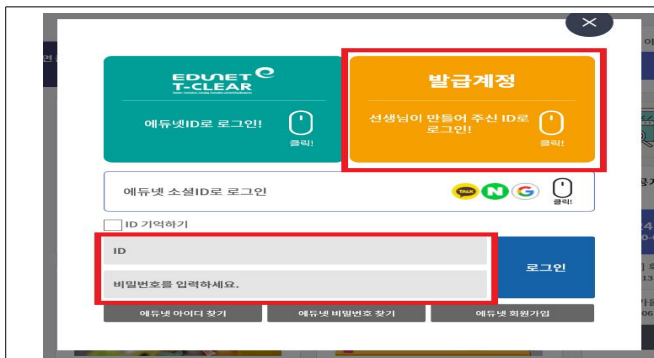 EDUNET e
T-CLEAR
에듀넷ID로 로그인!
클릭!
발급계정
선생님이 만들어 주신 ID로
로그인!
클릭!
에듀넷 소셜ID로 로그인
TALK
N
G
클릭!
ID 기억하기
ID
비밀번호를 입력하세요.
로그인
에듀넷 아이디 찾기
에듀넷 비밀번호 찾기
에듀넷 회원가입